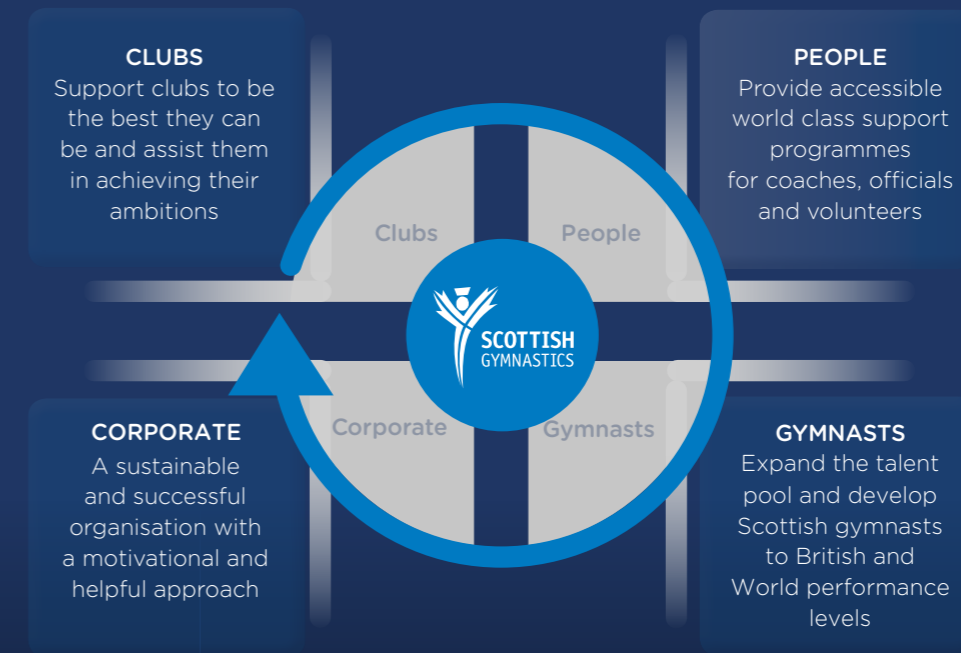 CLUBS
Support clubs to be
the best they can
be and assist them
in achieving their
ambitions
PEOPLE
Provide accessible
world class support
programmes
for coaches, officials
and volunteers
Clubs
People
SCOTTISH
GYMNASTICS
Corporate
Gymnasts
CORPORATE
A sustainable
and successful
organisation with
a motivational and
helpful approach
GYMNASTS
Expand the talent
pool and develop
Scottish gymnasts
to British and
World performance
levels